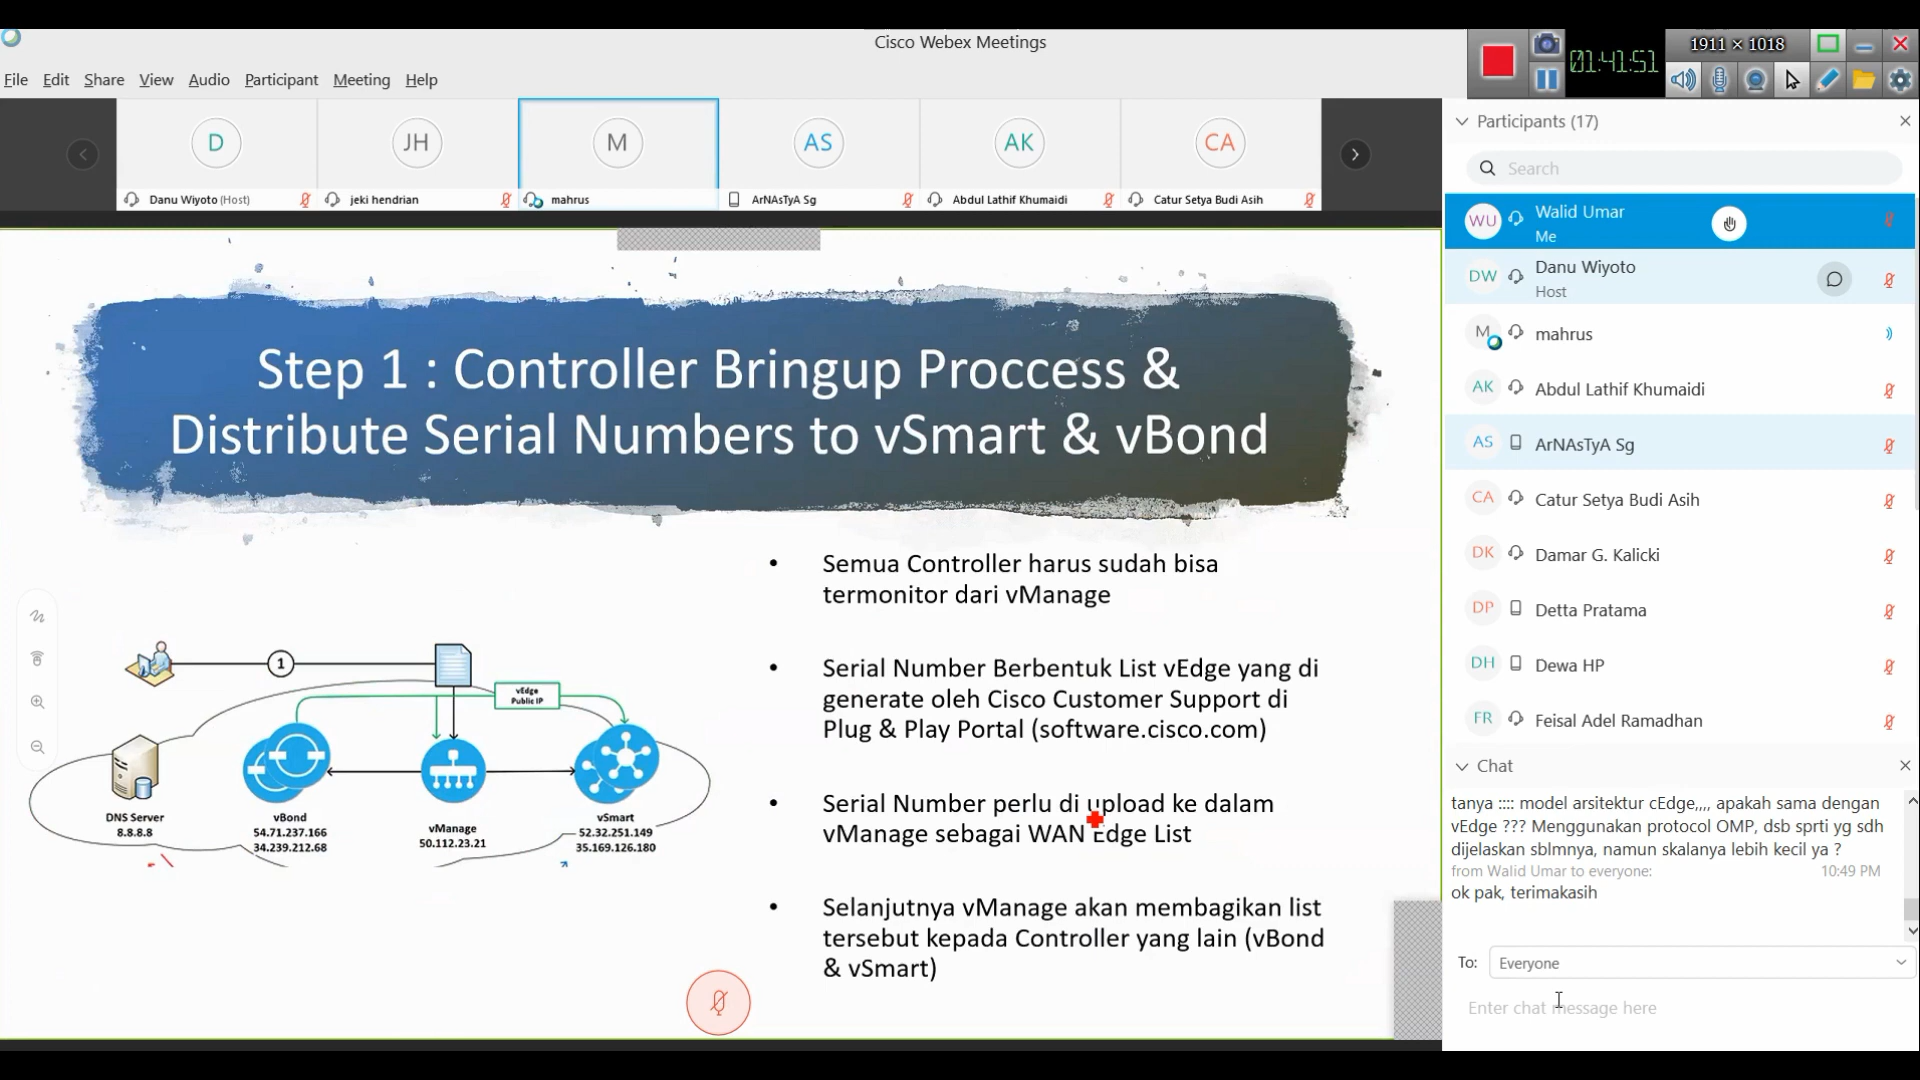 Cisco Webex Meetings
1911 × 1018
01:41:51
File Edit Share View Audio Participant Meeting Help
D
JH
M
AS
AK
CA
Danu Wiyoto (Host)
jeki hendrian
mahrus
ArNAsTyA Sg
Abdul Lathif Khumaidi
Catur Setya Budi Asih
Step 1 : Controller Bringup Proccess &
Distribute Serial Numbers to vSmart & vBond
1
vEdge
Public IP
DNS Server
8.8.8.8
vBond
54.71.237.166
34.239.212.68
vManage
50.112.23.21
vSmart
52.32.251.149
35.169.126.180
• Semua Controller harus sudah bisa
termonitor dari vManage
• Serial Number Berbentuk List vEdge yang di
generate oleh Cisco Customer Support di
Plug & Play Portal (software.cisco.com)
• Serial Number perlu di upload ke dalam
vManage sebagai WAN Edge List
• Selanjutnya vManage akan membagikan list
tersebut kepada Controller yang lain (vBond
& vSmart)
Participants (17)
Search
WU Walid Umar
Me
DW Danu Wiyoto
Host
M mahrus
AK Abdul Lathif Khumaidi
AS ArNAsTyA Sg
CA Catur Setya Budi Asih
DK Damar G. Kalicki
DP Detta Pratama
DH Dewa HP
FR Feisal Adel Ramadhan
Chat
tanya :::: model arsitektur cEdge,,,, apakah sama dengan
vEdge ??? Menggunakan protocol OMP, dsb sprti yg sdh
dijelaskan sblmnya, namun skalanya lebih kecil ya ?
from Walid Umar to everyone: 10:49 PM
ok pak, terimakasih
To: Everyone
Enter chat message here